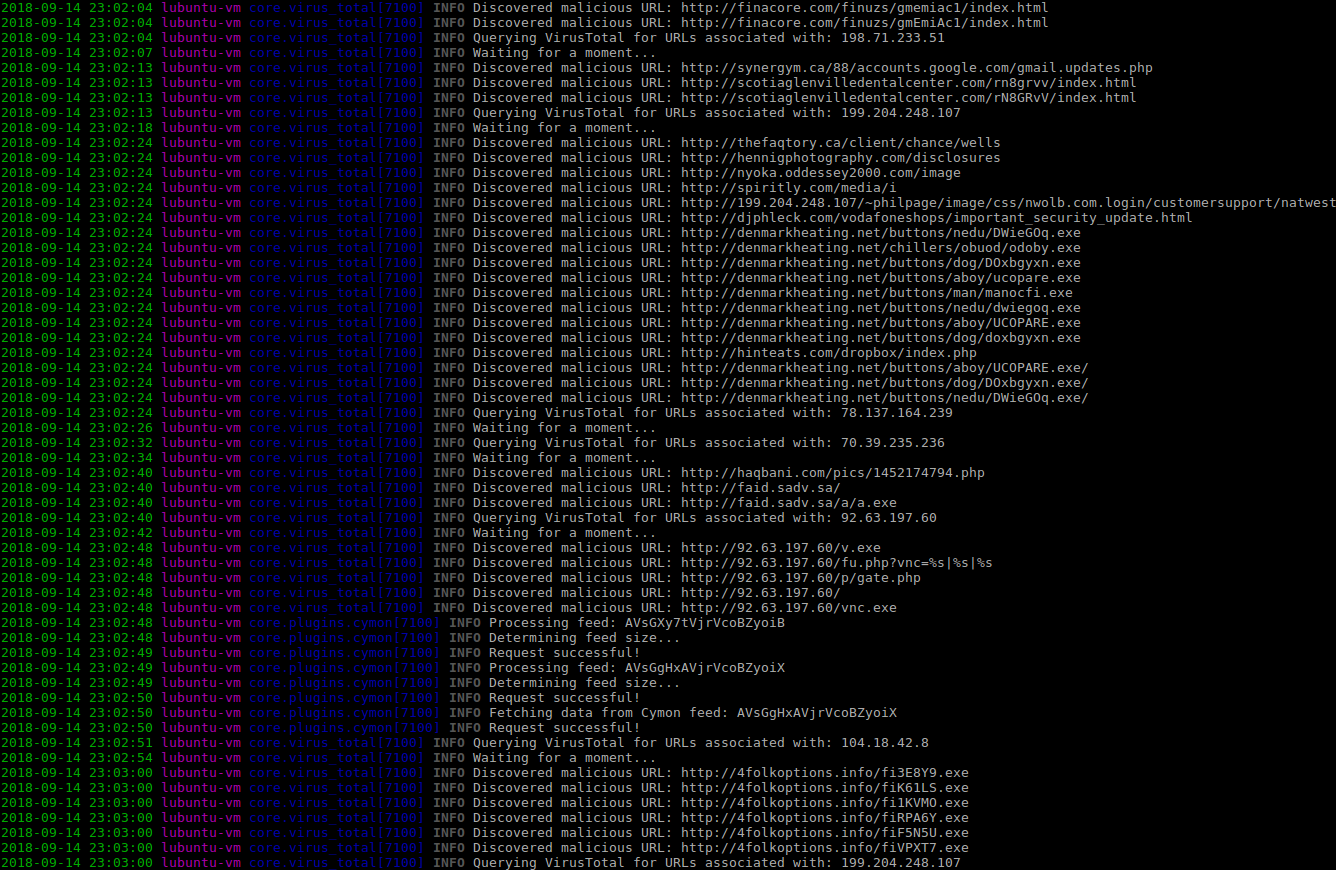 2018-09-14 23:02:04 lubuntu-vm core.virus_total[7100] INFO Discovered malicious URL: http://finacore.com/finuzs/gmemiac1/index.html
2018-09-14 23:02:04 lubuntu-vm core.virus_total[7100] INFO Discovered malicious URL: http://finacore.com/finuzs/gmEmiAc1/index.html
2018-09-14 23:02:04 lubuntu-vm core.virus_total[7100] INFO Querying VirusTotal for URLs associated with: 198.71.233.51
2018-09-14 23:02:07 lubuntu-vm core.virus_total[7100] INFO Waiting for a moment...
2018-09-14 23:02:13 lubuntu-vm core.virus_total[7100] INFO Discovered malicious URL: http://synergym.ca/88/accounts.google.com/gmail.updates.php
2018-09-14 23:02:13 lubuntu-vm core.virus_total[7100] INFO Discovered malicious URL: http://scotiaglenvilledentalcenter.com/rn8grvv/index.html
2018-09-14 23:02:13 lubuntu-vm core.virus_total[7100] INFO Discovered malicious URL: http://scotiaglenvilledentalcenter.com/rN8GRvV/index.html
2018-09-14 23:02:13 lubuntu-vm core.virus_total[7100] INFO Querying VirusTotal for URLs associated with: 199.204.248.107
2018-09-14 23:02:18 lubuntu-vm core.virus_total[7100] INFO Waiting for a moment...
2018-09-14 23:02:24 lubuntu-vm core.virus_total[7100] INFO Discovered malicious URL: http://thefaqtory.ca/client/chance/wells
2018-09-14 23:02:24 lubuntu-vm core.virus_total[7100] INFO Discovered malicious URL: http://hennigphotography.com/disclosures
2018-09-14 23:02:24 lubuntu-vm core.virus_total[7100] INFO Discovered malicious URL: http://nyoka.oddessey2000.com/image
2018-09-14 23:02:24 lubuntu-vm core.virus_total[7100] INFO Discovered malicious URL: http://spiritly.com/media/i
2018-09-14 23:02:24 lubuntu-vm core.virus_total[7100] INFO Discovered malicious URL: http://199.204.248.107/~philpage/image/css/nwolb.com.login/customersupport/natwest
2018-09-14 23:02:24 lubuntu-vm core.virus_total[7100] INFO Discovered malicious URL: http://djphleck.com/vodafoneshops/important_security_update.html
2018-09-14 23:02:24 lubuntu-vm core.virus_total[7100] INFO Discovered malicious URL: http://denmarkheating.net/buttons/nedu/DWieGOq.exe
2018-09-14 23:02:24 lubuntu-vm core.virus_total[7100] INFO Discovered malicious URL: http://denmarkheating.net/chillers/obuod/odoby.exe
2018-09-14 23:02:24 lubuntu-vm core.virus_total[7100] INFO Discovered malicious URL: http://denmarkheating.net/buttons/dog/DOxbgyxn.exe
2018-09-14 23:02:24 lubuntu-vm core.virus_total[7100] INFO Discovered malicious URL: http://denmarkheating.net/buttons/aboy/ucopare.exe
2018-09-14 23:02:24 lubuntu-vm core.virus_total[7100] INFO Discovered malicious URL: http://denmarkheating.net/buttons/man/manocfi.exe
2018-09-14 23:02:24 lubuntu-vm core.virus_total[7100] INFO Discovered malicious URL: http://denmarkheating.net/buttons/nedu/dwiegoq.exe
2018-09-14 23:02:24 lubuntu-vm core.virus_total[7100] INFO Discovered malicious URL: http://denmarkheating.net/buttons/aboy/UCOPARE.exe
2018-09-14 23:02:24 lubuntu-vm core.virus_total[7100] INFO Discovered malicious URL: http://denmarkheating.net/buttons/dog/doxbgyxn.exe
2018-09-14 23:02:24 lubuntu-vm core.virus_total[7100] INFO Discovered malicious URL: http://hinteats.com/dropbox/index.php
2018-09-14 23:02:24 lubuntu-vm core.virus_total[7100] INFO Discovered malicious URL: http://denmarkheating.net/buttons/aboy/UCOPARE.exe/
2018-09-14 23:02:24 lubuntu-vm core.virus_total[7100] INFO Discovered malicious URL: http://denmarkheating.net/buttons/dog/DOxbgyxn.exe/
2018-09-14 23:02:24 lubuntu-vm core.virus_total[7100] INFO Discovered malicious URL: http://denmarkheating.net/buttons/nedu/DWieGOq.exe/
2018-09-14 23:02:24 lubuntu-vm core.virus_total[7100] INFO Querying VirusTotal for URLs associated with: 78.137.164.239
2018-09-14 23:02:26 lubuntu-vm core.virus_total[7100] INFO Waiting for a moment...
2018-09-14 23:02:32 lubuntu-vm core.virus_total[7100] INFO Querying VirusTotal for URLs associated with: 70.39.235.236
2018-09-14 23:02:34 lubuntu-vm core.virus_total[7100] INFO Waiting for a moment...
2018-09-14 23:02:40 lubuntu-vm core.virus_total[7100] INFO Discovered malicious URL: http://haqbani.com/pics/1452174794.php
2018-09-14 23:02:40 lubuntu-vm core.virus_total[7100] INFO Discovered malicious URL: http://faid.sadv.sa/
2018-09-14 23:02:40 lubuntu-vm core.virus_total[7100] INFO Discovered malicious URL: http://faid.sadv.sa/a/a.exe
2018-09-14 23:02:40 lubuntu-vm core.virus_total[7100] INFO Querying VirusTotal for URLs associated with: 92.63.197.60
2018-09-14 23:02:42 lubuntu-vm core.virus_total[7100] INFO Waiting for a moment...
2018-09-14 23:02:48 lubuntu-vm core.virus_total[7100] INFO Discovered malicious URL: http://92.63.197.60/v.exe
2018-09-14 23:02:48 lubuntu-vm core.virus_total[7100] INFO Discovered malicious URL: http://92.63.197.60/fu.php?vnc=%s|%s|%s
2018-09-14 23:02:48 lubuntu-vm core.virus_total[7100] INFO Discovered malicious URL: http://92.63.197.60/p/gate.php
2018-09-14 23:02:48 lubuntu-vm core.virus_total[7100] INFO Discovered malicious URL: http://92.63.197.60/
2018-09-14 23:02:48 lubuntu-vm core.virus_total[7100] INFO Discovered malicious URL: http://92.63.197.60/vnc.exe
2018-09-14 23:02:48 lubuntu-vm core.plugins.cymon[7100] INFO Processing feed: AVsGXy7tVjrVcoBZyoiB
2018-09-14 23:02:48 lubuntu-vm core.plugins.cymon[7100] INFO Determining feed size...
2018-09-14 23:02:49 lubuntu-vm core.plugins.cymon[7100] INFO Request successful!
2018-09-14 23:02:49 lubuntu-vm core.plugins.cymon[7100] INFO Processing feed: AVsGgHxAVjrVcoBZyoiX
2018-09-14 23:02:49 lubuntu-vm core.plugins.cymon[7100] INFO Determining feed size...
2018-09-14 23:02:50 lubuntu-vm core.plugins.cymon[7100] INFO Request successful!
2018-09-14 23:02:50 lubuntu-vm core.plugins.cymon[7100] INFO Fetching data from Cymon feed: AVsGgHxAVjrVcoBZyoiX
2018-09-14 23:02:50 lubuntu-vm core.plugins.cymon[7100] INFO Request successful!
2018-09-14 23:02:51 lubuntu-vm core.virus_total[7100] INFO Querying VirusTotal for URLs associated with: 104.18.42.8
2018-09-14 23:02:54 lubuntu-vm core.virus_total[7100] INFO Waiting for a moment...
2018-09-14 23:03:00 lubuntu-vm core.virus_total[7100] INFO Discovered malicious URL: http://4folkoptions.info/fi3E8Y9.exe
2018-09-14 23:03:00 lubuntu-vm core.virus_total[7100] INFO Discovered malicious URL: http://4folkoptions.info/fiK61LS.exe
2018-09-14 23:03:00 lubuntu-vm core.virus_total[7100] INFO Discovered malicious URL: http://4folkoptions.info/fi1KVMO.exe
2018-09-14 23:03:00 lubuntu-vm core.virus_total[7100] INFO Discovered malicious URL: http://4folkoptions.info/fiRPA6Y.exe
2018-09-14 23:03:00 lubuntu-vm core.virus_total[7100] INFO Discovered malicious URL: http://4folkoptions.info/fiF5N5U.exe
2018-09-14 23:03:00 lubuntu-vm core.virus_total[7100] INFO Discovered malicious URL: http://4folkoptions.info/fiVPXT7.exe
2018-09-14 23:03:00 lubuntu-vm core.virus_total[7100] INFO Querying VirusTotal for URLs associated with: 199.204.248.107